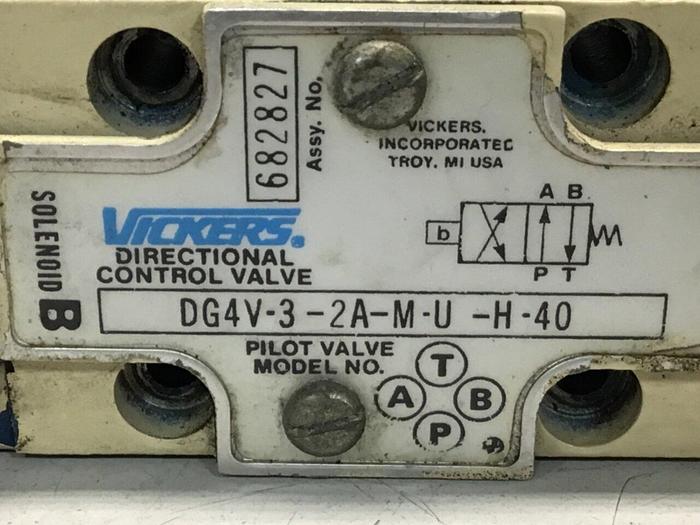 682827
Assy. No.
VICKERS,
INCORPORATED
TROY, MI USA
SOLENOID B
VICKERS®
DIRECTIONAL
CONTROL VALVE
A B
b
P T
DG4V-3-2A-M-U-H-40
PILOT VALVE
MODEL NO.
T
A B
P